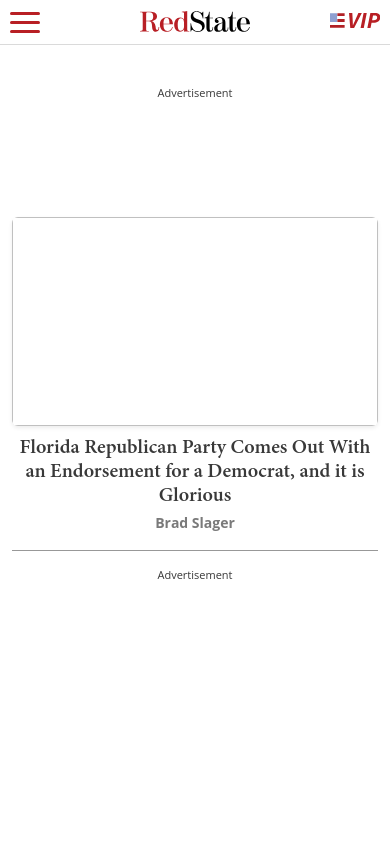 RedState
VIP
Advertisement
Florida Republican Party Comes Out With
an Endorsement for a Democrat, and it is
Glorious
Brad Slager
Advertisement